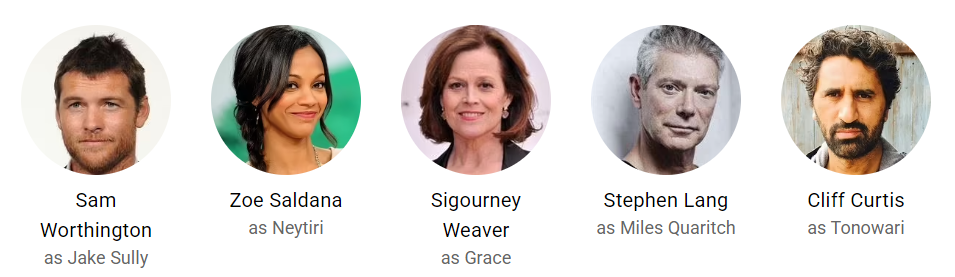 Sam
Worthington
as Jake Sully
Zoe Saldana
as Neytiri
Sigourney
Weaver
as Grace
Stephen Lang
as Miles Quaritch
Cliff Curtis
as Tonowari